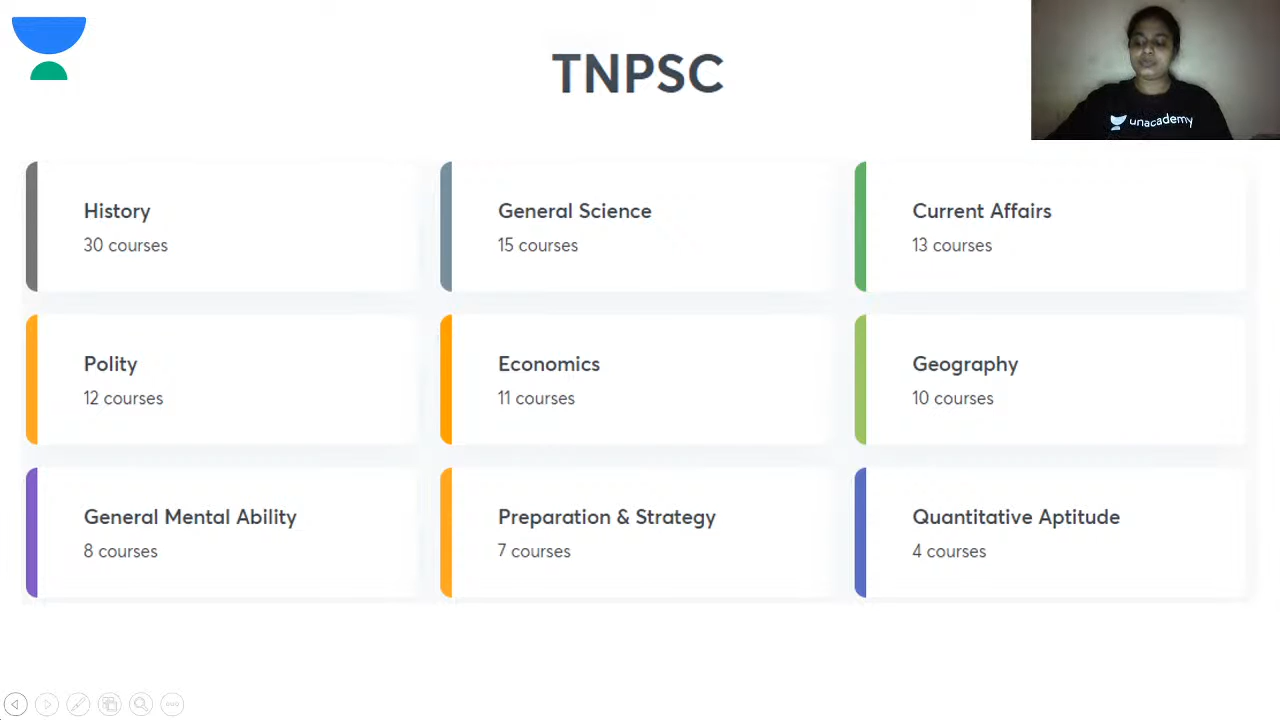 TNPSC
unacademy
History
30 courses
General Science
15 courses
Current Affairs
13 courses
Polity
12 courses
Economics
11 courses
Geography
10 courses
General Mental Ability
8 courses
Preparation & Strategy
7 courses
Quantitative Aptitude
4 courses